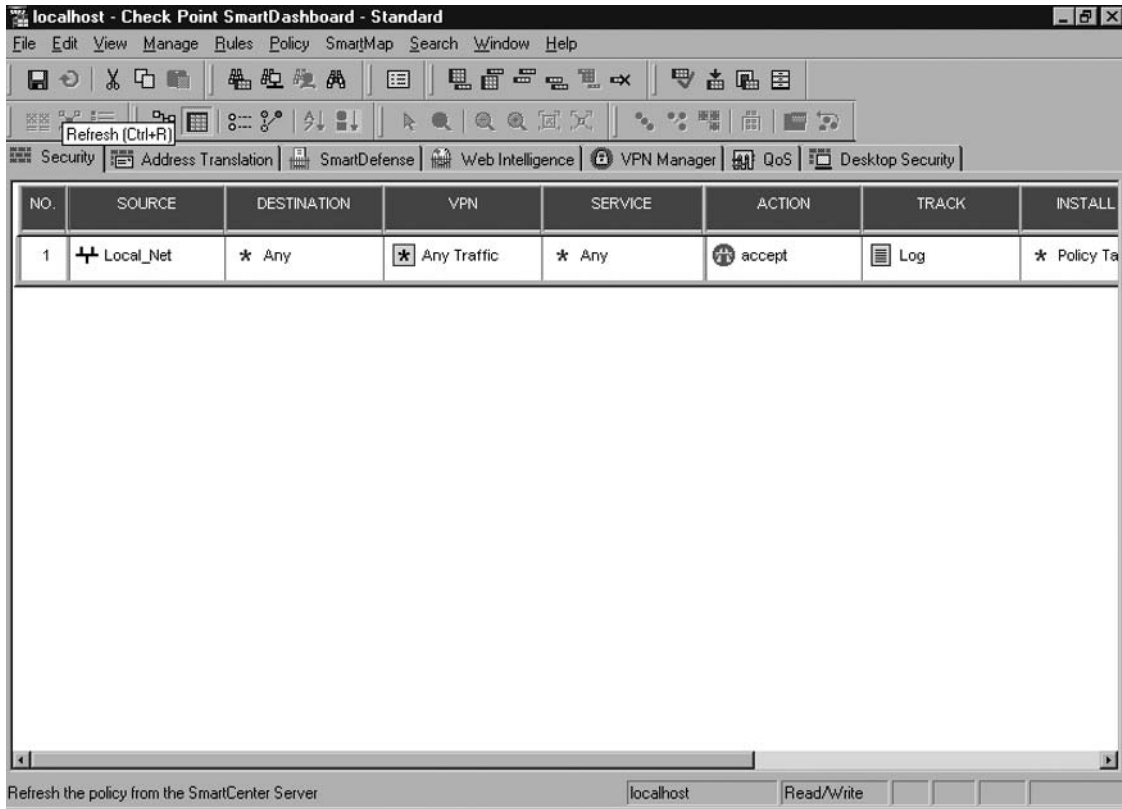 localhost - Check Point SmartDashboard - Standard
File Edit View Manage Rules Policy SmartMap Search Window Help
Refresh (Ctrl+R)
Security Address Translation SmartDefense Web Intelligence VPN Manager QoS Desktop Security
NO. SOURCE DESTINATION VPN SERVICE ACTION TRACK INSTALL
1 Local_Net * Any * Any Traffic * Any accept Log * Policy Ta
Refresh the policy from the SmartCenter Server localhost Read/Write